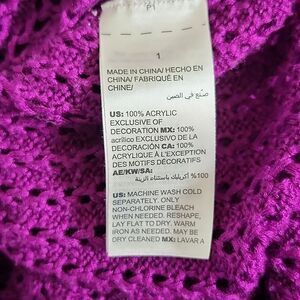 P1
1
MADE IN CHINA/ HECHO EN
CHINA/ FABRIQUÉ EN
CHINE/
صنع في الصين
US: 100% ACRYLIC
EXCLUSIVE OF
DECORATION MX: 100%
acrílico EXCLUSIVO DE LA
DECORACIÓN CA: 100%
ACRYLIQUE À L'EXCEPTION
DES MOTIFS DÉCORATIFS
AE/KW/SA:
%100 أكريليك باستثناء الزينة
US: MACHINE WASH COLD
SEPARATELY. ONLY
NON-CHLORINE BLEACH
WHEN NEEDED. RESHAPE,
LAY FLAT TO DRY. WARM
IRON AS NEEDED. MAY BE
DRY CLEANED MX: LAVAR A